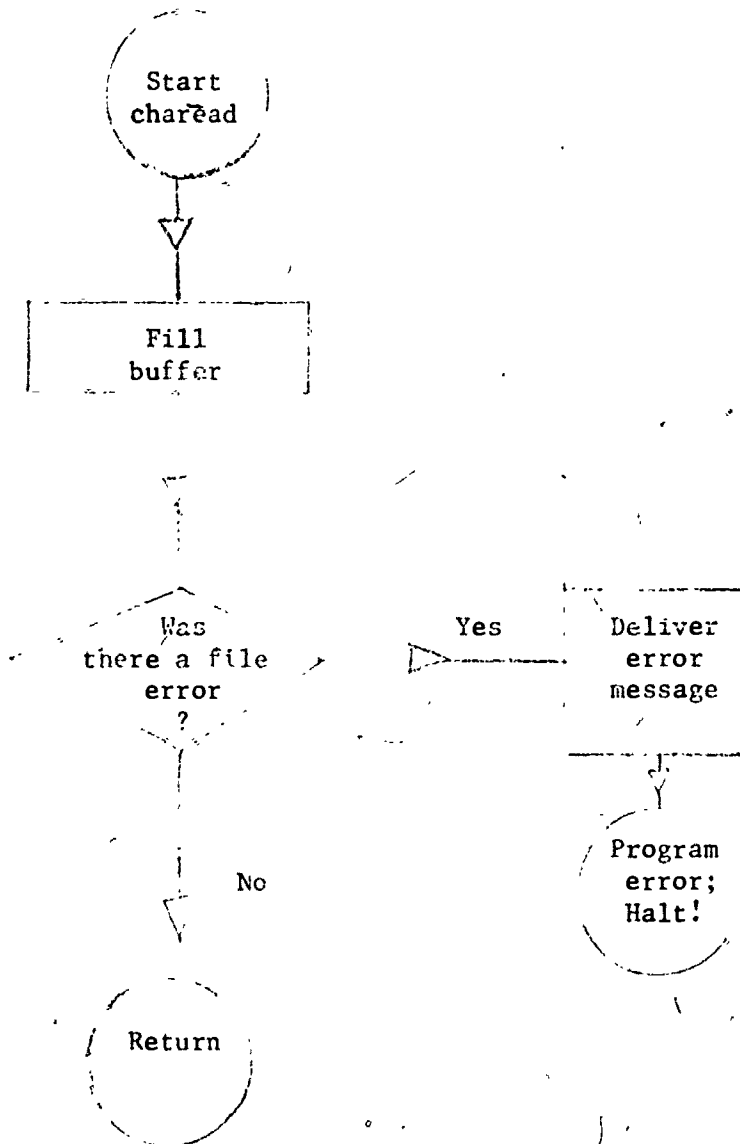 Start
charead
Fill
buffer
Was
there a file
error
?
Yes
Deliver
error
message
No
Program
error;
Halt!
Return